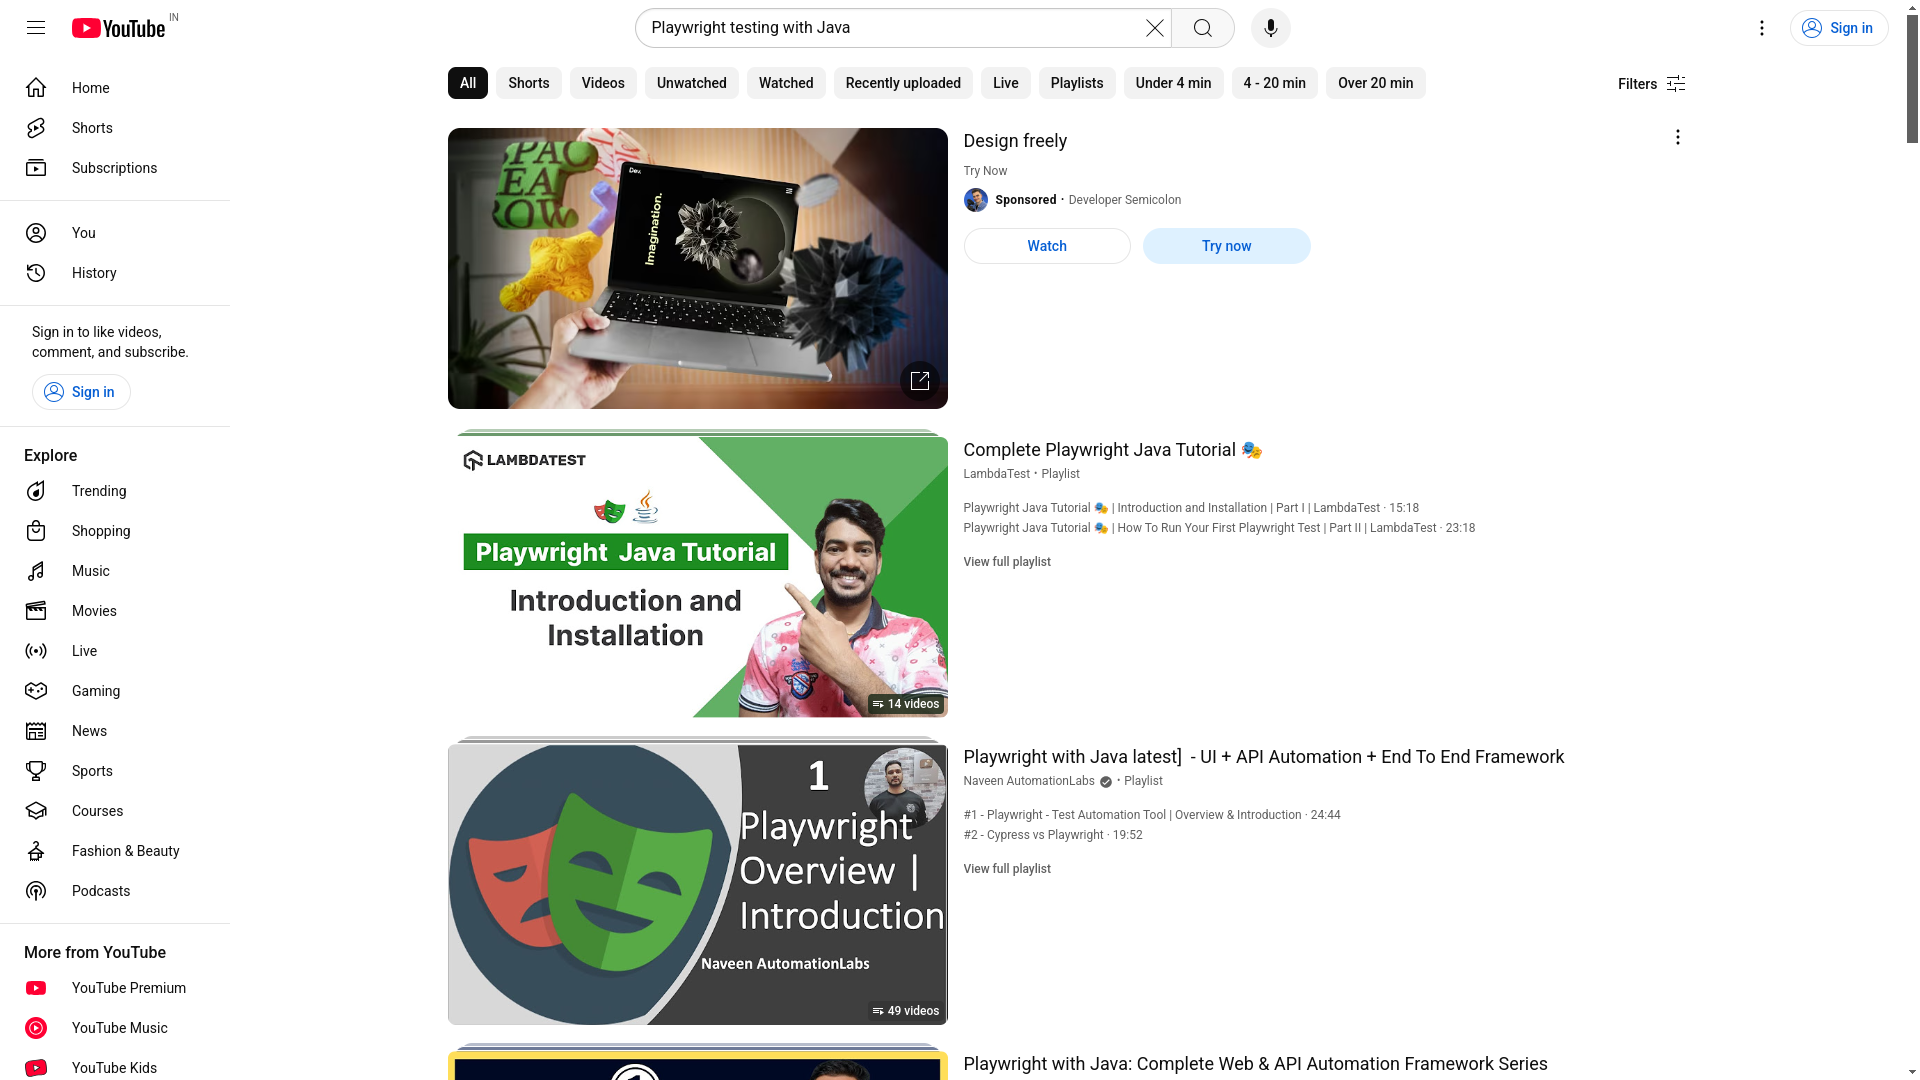 YouTube IN
Playwright testing with Java
Sign in
Home
Shorts
Subscriptions
You
History
Sign in to like videos,
comment, and subscribe.
Sign in
Explore
Trending
Shopping
Music
Movies
Live
Gaming
News
Sports
Courses
Fashion & Beauty
Podcasts
More from YouTube
YouTube Premium
YouTube Music
YouTube Kids
All Shorts Videos Unwatched Watched Recently uploaded Live Playlists Under 4 min 4 - 20 min Over 20 min
Filters
Imagination.
Design freely
Try Now
Sponsored · Developer Semicolon
Watch Try now
LAMBDATEST
Playwright Java Tutorial
Introduction and
Installation
14 videos
Complete Playwright Java Tutorial 🎭
LambdaTest · Playlist
Playwright Java Tutorial 🎭 | Introduction and Installation | Part I | LambdaTest · 15:18
Playwright Java Tutorial 🎭 | How To Run Your First Playwright Test | Part II | LambdaTest · 23:18
View full playlist
1
Playwright
Overview |
Introduction
Naveen AutomationLabs
49 videos
Playwright with Java latest] - UI + API Automation + End To End Framework
Naveen AutomationLabs · Playlist
#1 - Playwright - Test Automation Tool | Overview & Introduction · 24:44
#2 - Cypress vs Playwright · 19:52
View full playlist
Playwright with Java: Complete Web & API Automation Framework Series